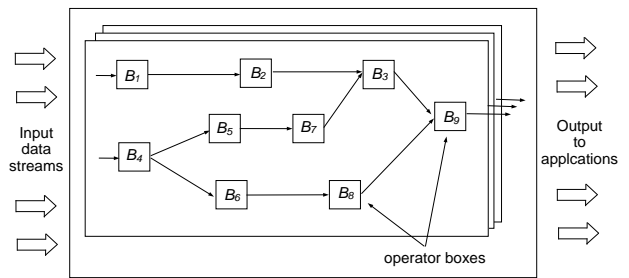 B1
B2
B3
B5
B7
B9
Input
data
streams
B4
B6
B8
Output
to
applcations
operator boxes